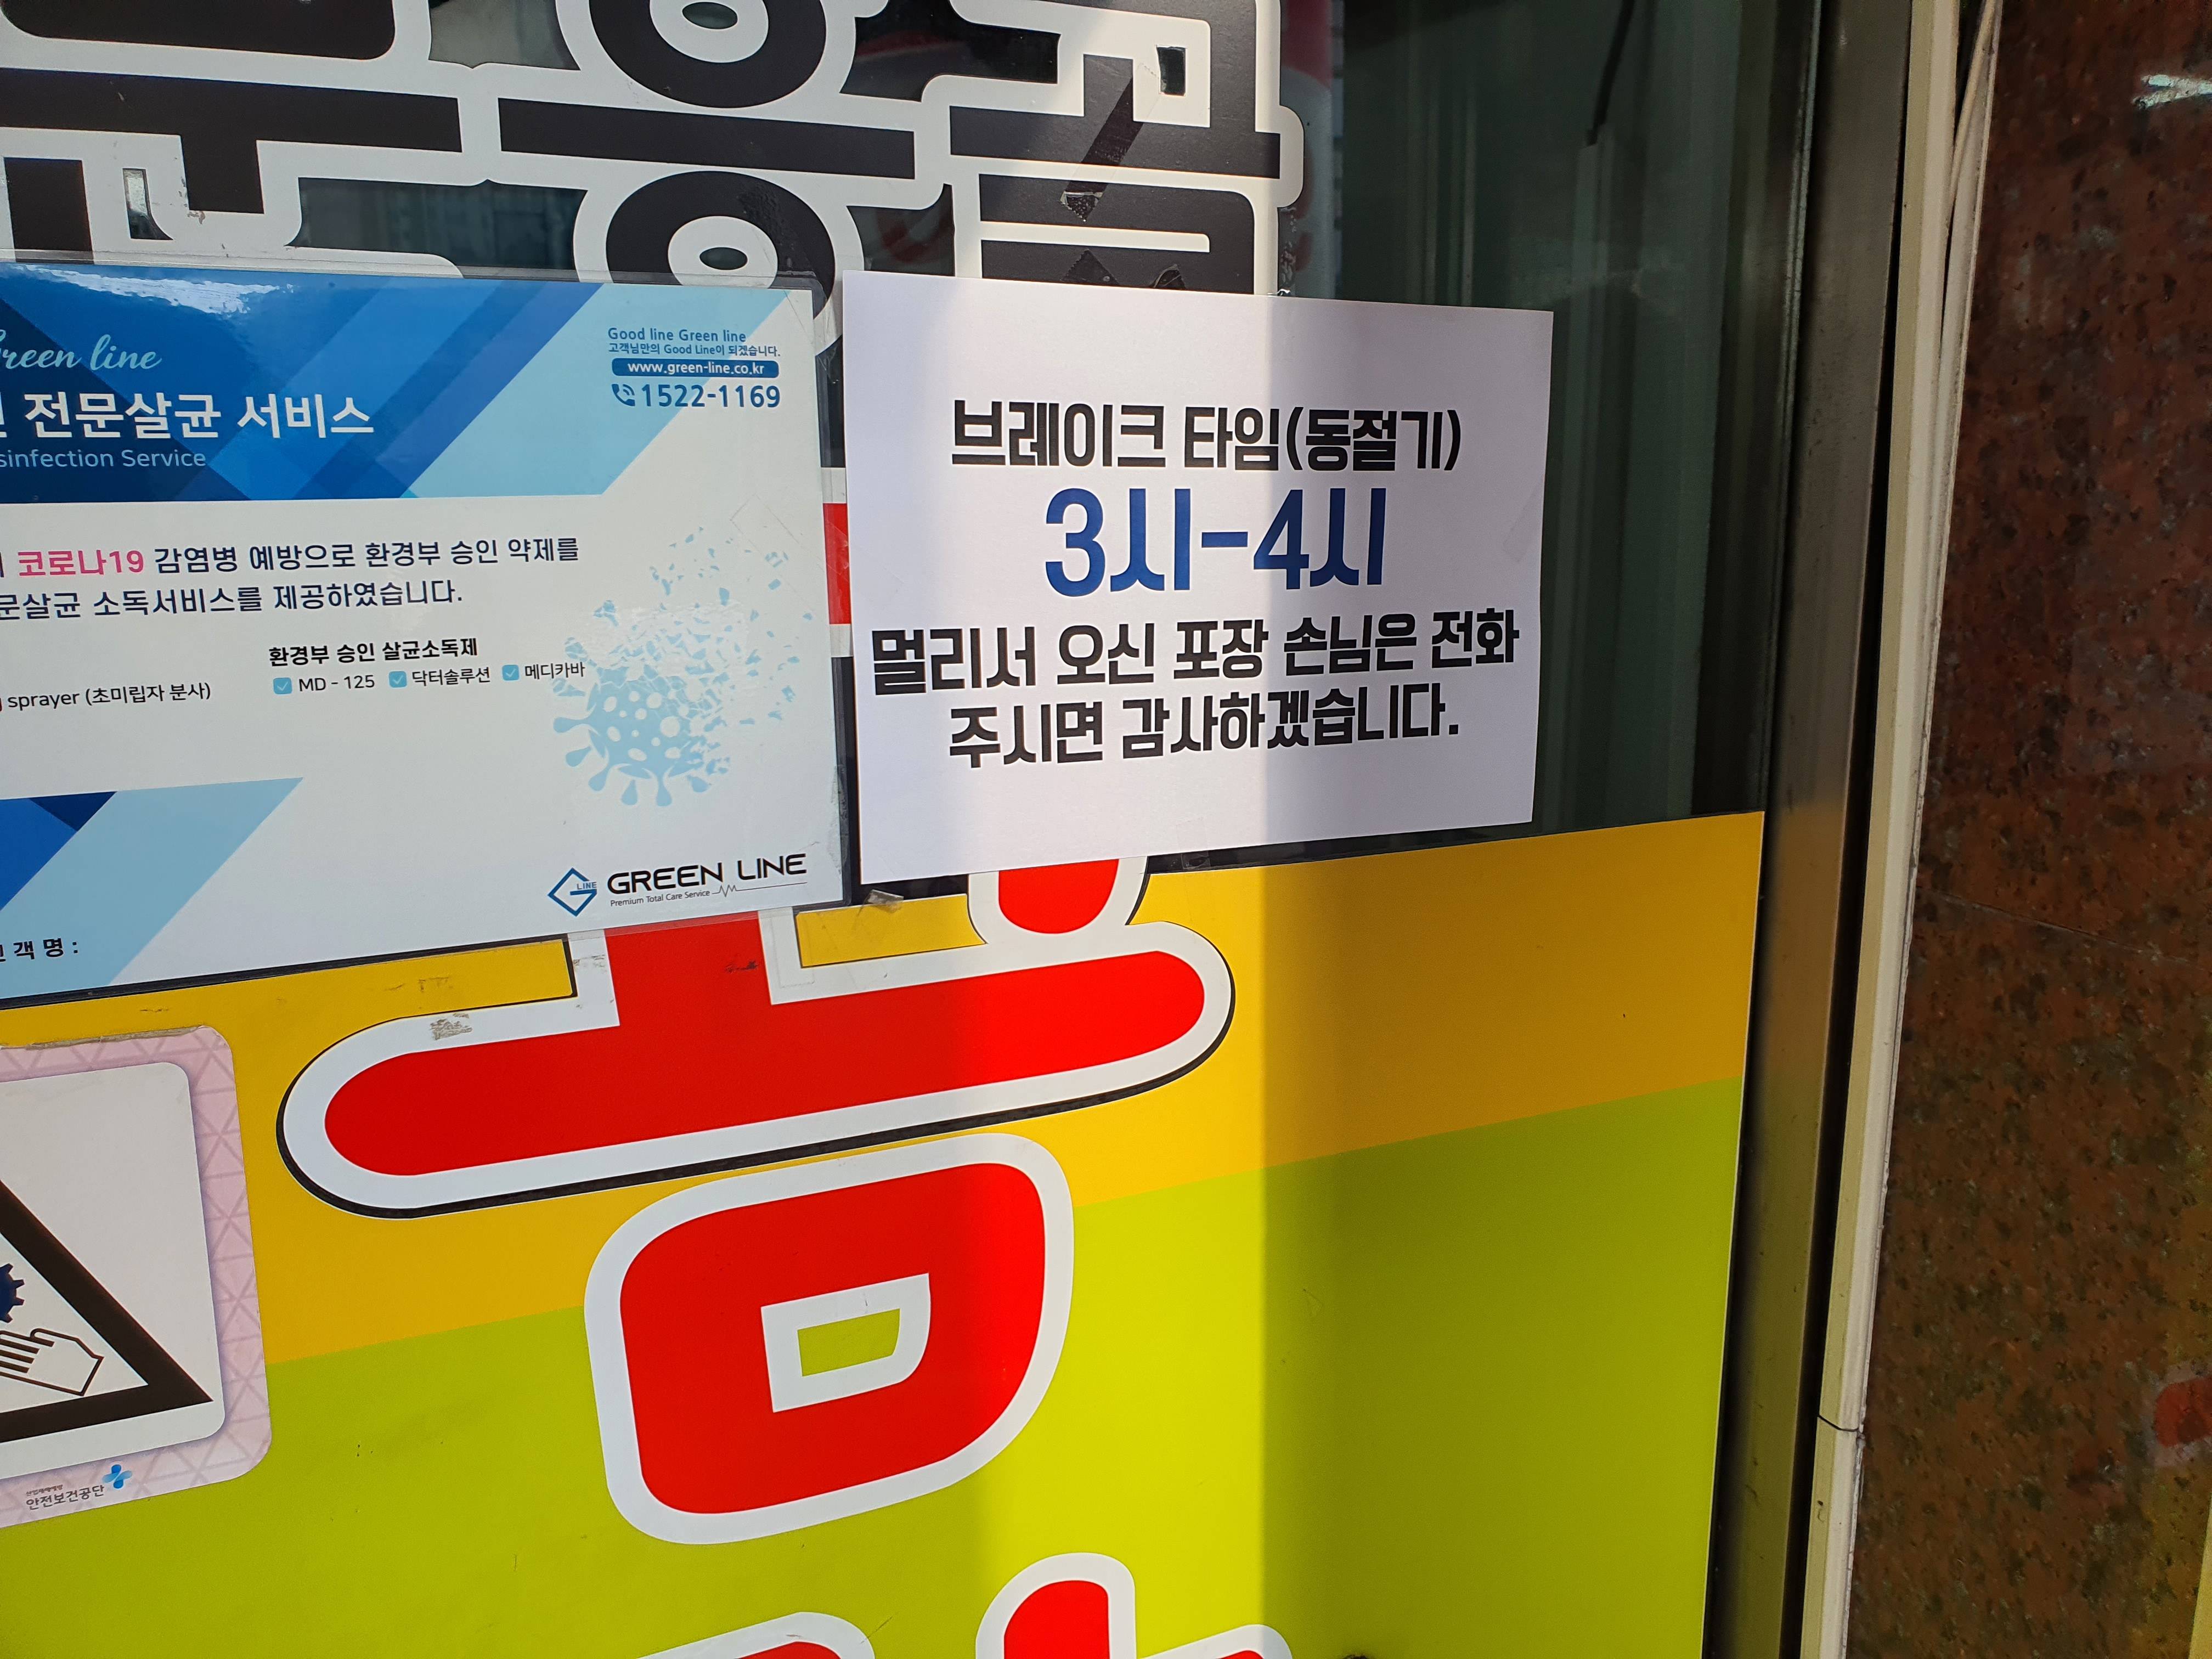 Green line
전문살균 서비스
Service
Good line Green line
고객님만의 Good Line이 되겠습니다.
www.green-line.co.kr
1522-1169
코로나19 감염병 예방으로 환경부 승인 약제를
소독서비스를 제공하였습니다.
환경부 승인 살균소독제
MD - 125 닥터솔루션 메디카바
sprayer (초미립자 분사)
LINE
GREEN LINE
Premium Total Care Service
브레이크 타임(동절기)
3시-4시
멀리서 오신 포장 손님은 전화
주시면 감사하겠습니다.
안전보건공단